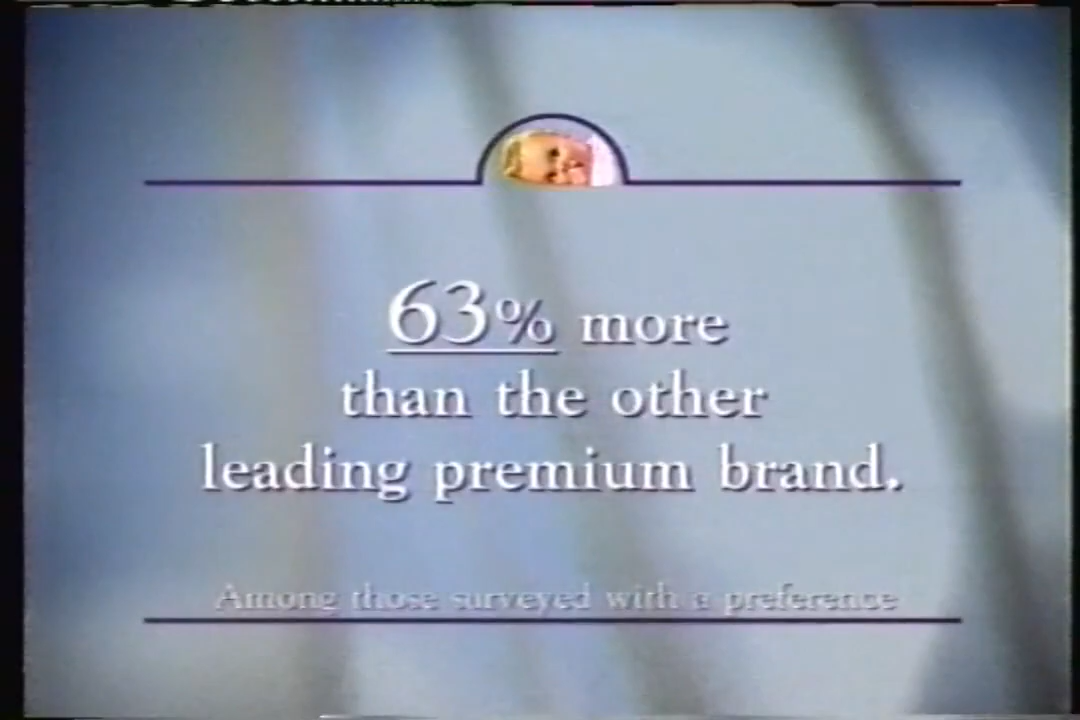 63% more
than the other
leading premium brand.
Among those surveyed with a preference